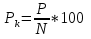 P_k = P/N * 100